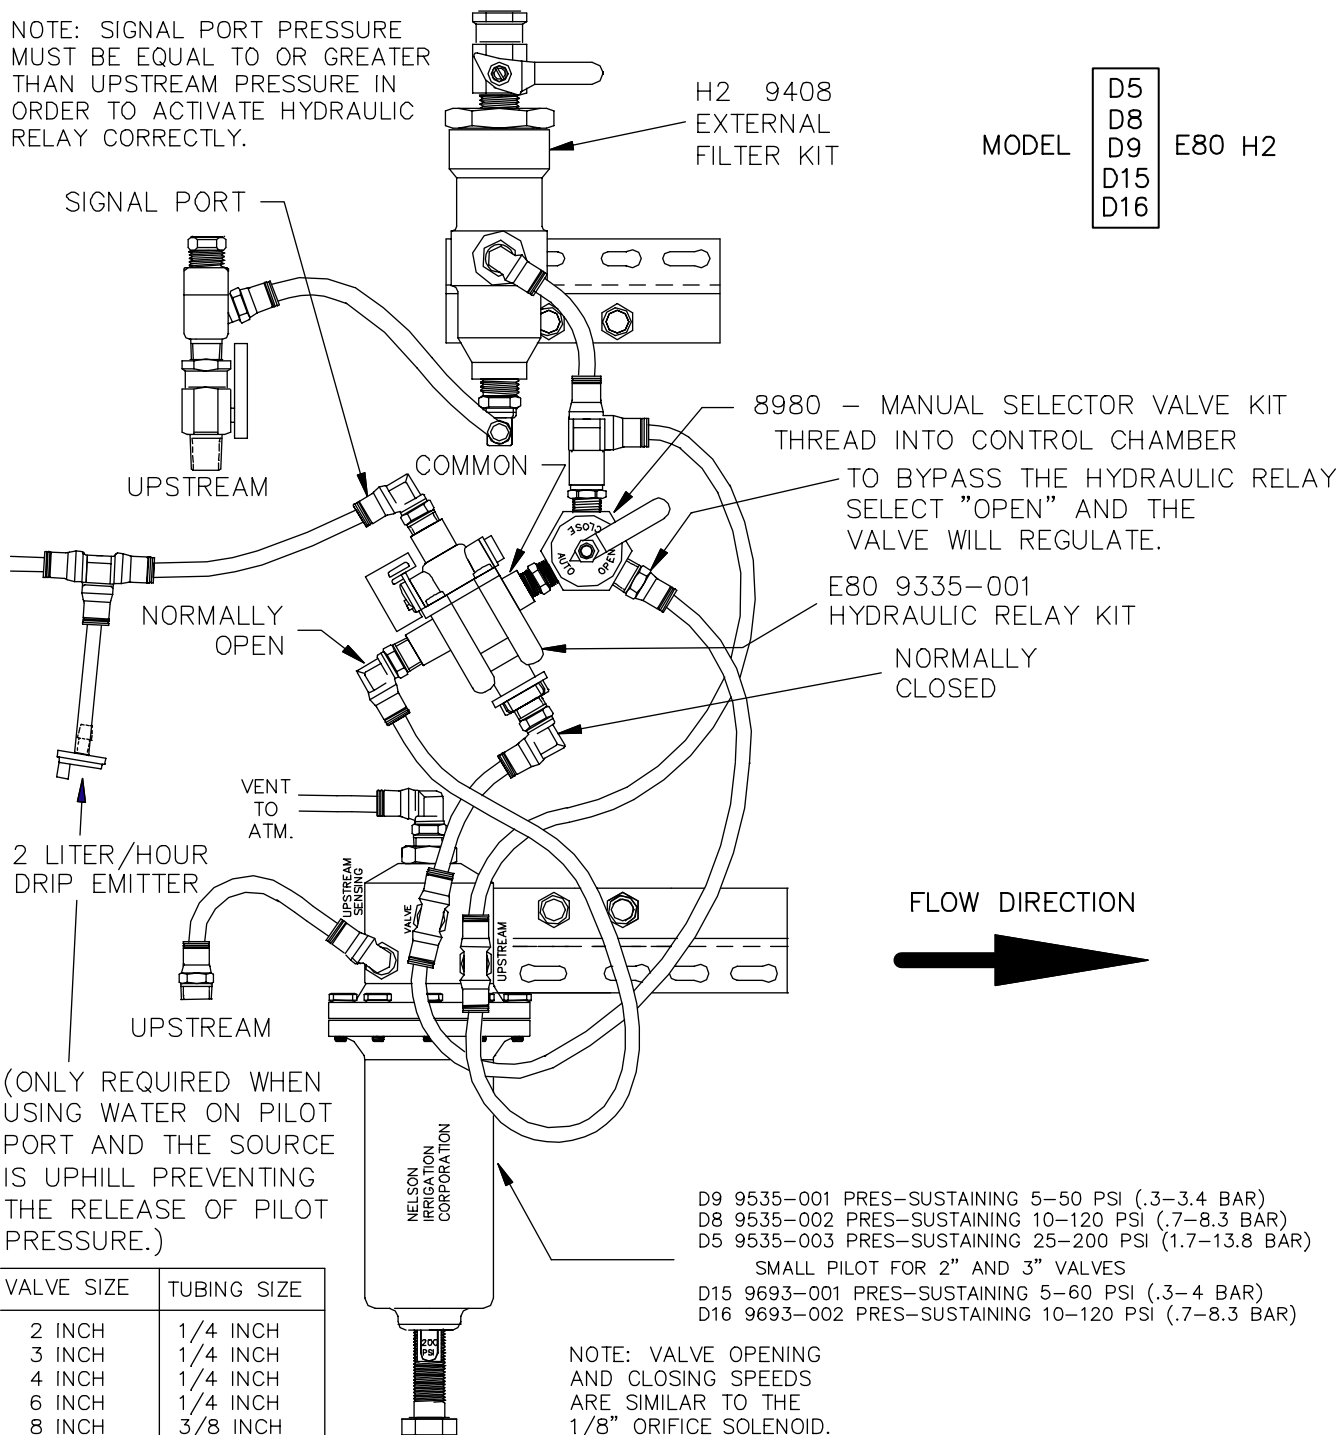 NOTE: SIGNAL PORT PRESSURE
MUST BE EQUAL TO OR GREATER
THAN UPSTREAM PRESSURE IN
ORDER TO ACTIVATE HYDRAULIC
RELAY CORRECTLY.
H2 9408
EXTERNAL
FILTER KIT
MODEL
D5
D8
D9
D15
D16
E80 H2
SIGNAL PORT
UPSTREAM
COMMON
8980 – MANUAL SELECTOR VALVE KIT
THREAD INTO CONTROL CHAMBER
TO BYPASS THE HYDRAULIC RELAY
SELECT "OPEN" AND THE
VALVE WILL REGULATE.
CLOSE
AUTO
OPEN
E80 9335–001
HYDRAULIC RELAY KIT
NORMALLY
OPEN
NORMALLY
CLOSED
VENT
TO
ATM.
2 LITER/HOUR
DRIP EMITTER
UPSTREAM
SENSING
VALVE
UPSTREAM
FLOW DIRECTION
UPSTREAM
(ONLY REQUIRED WHEN
USING WATER ON PILOT
PORT AND THE SOURCE
IS UPHILL PREVENTING
THE RELEASE OF PILOT
PRESSURE.)
NELSON
IRRIGATION
CORPORATION
D9 9535–001 PRES–SUSTAINING 5–50 PSI (.3–3.4 BAR)
D8 9535–002 PRES–SUSTAINING 10–120 PSI (.7–8.3 BAR)
D5 9535–003 PRES–SUSTAINING 25–200 PSI (1.7–13.8 BAR)
SMALL PILOT FOR 2" AND 3" VALVES
D15 9693–001 PRES–SUSTAINING 5–60 PSI (.3–4 BAR)
D16 9693–002 PRES–SUSTAINING 10–120 PSI (.7–8.3 BAR)
VALVE SIZE TUBING SIZE
2 INCH 1/4 INCH
3 INCH 1/4 INCH
4 INCH 1/4 INCH
6 INCH 1/4 INCH
8 INCH 3/8 INCH
200
PSI
NOTE: VALVE OPENING
AND CLOSING SPEEDS
ARE SIMILAR TO THE
1/8" ORIFICE SOLENOID.